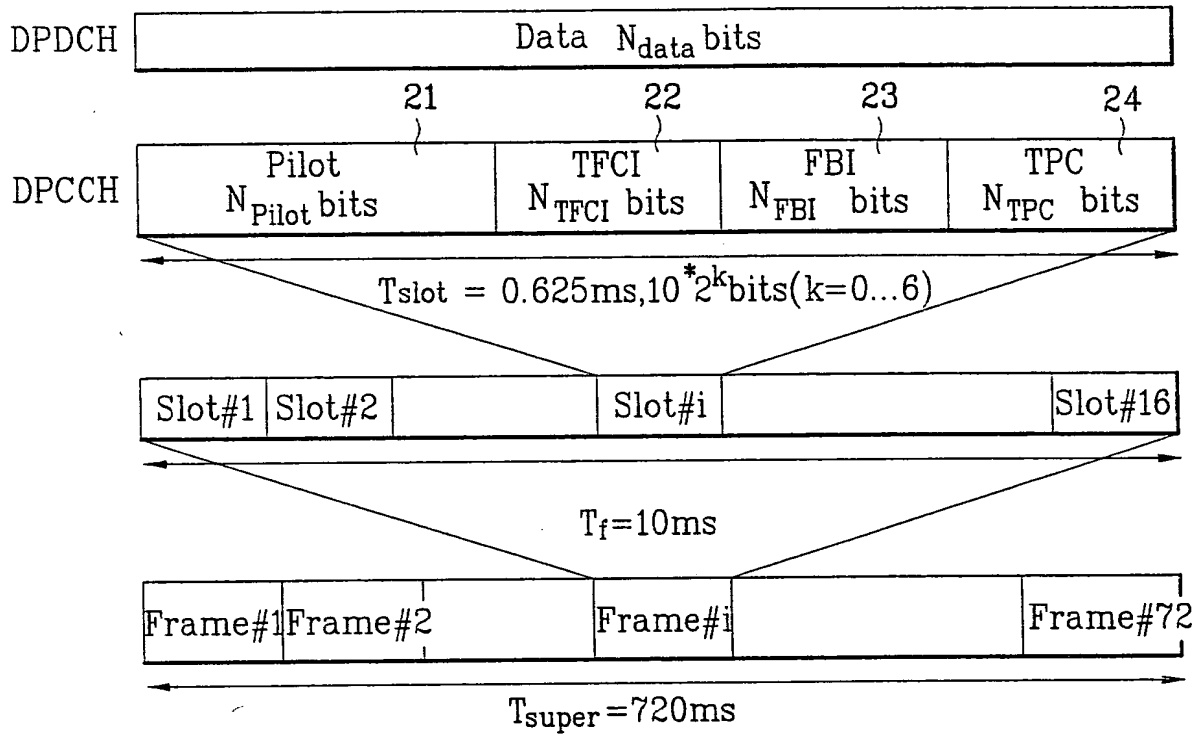 DPDCH Data N_data bits
21 22 23 24
DPCCH Pilot TFCI FBI TPC
N_Pilot bits N_TFCI bits N_FBI bits N_TPC bits
Tslot = 0.625ms,10*2^k bits(k=0...6)
Slot#1 Slot#2 Slot#i Slot#16
T_f=10ms
Frame#1 Frame#2 Frame#i Frame#72
T_super=720ms